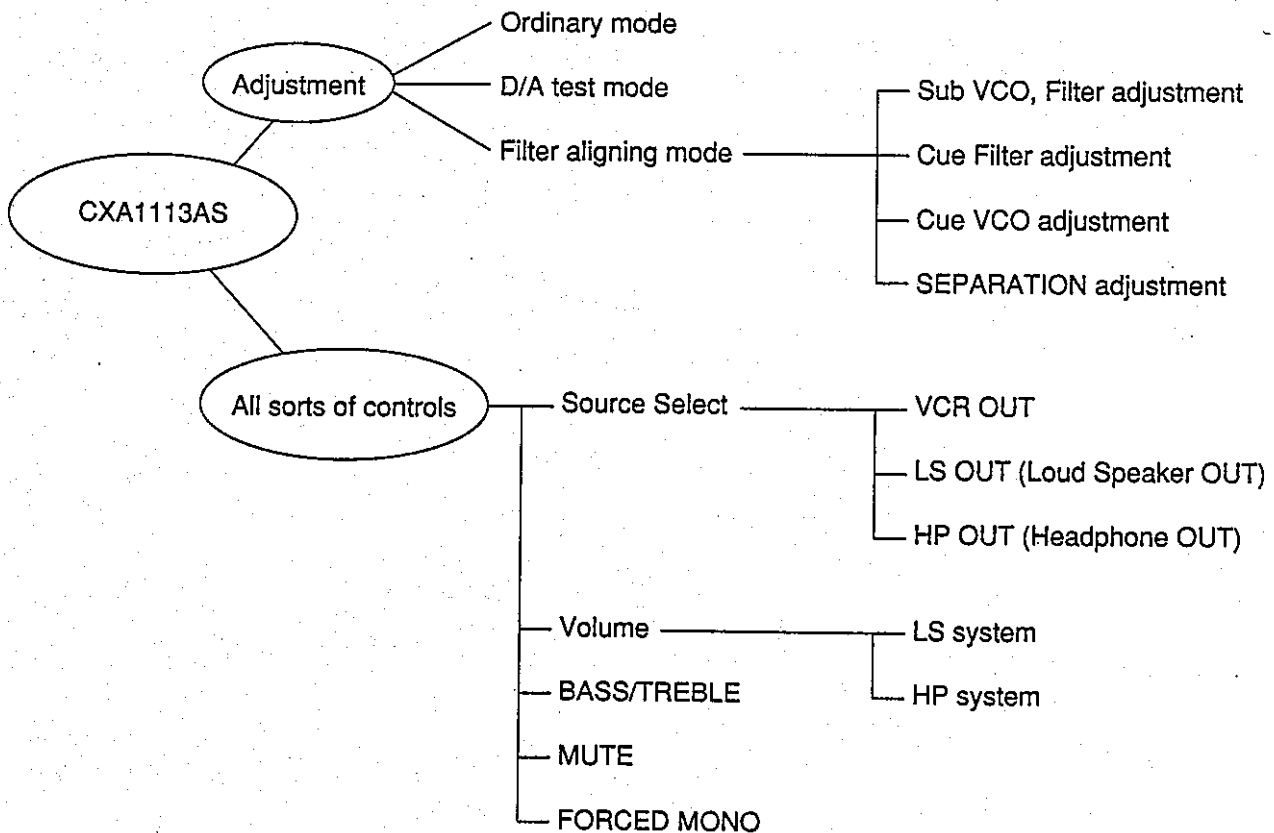 Ordinary mode
Adjustment
D/A test mode
Sub VCO, Filter adjustment
Filter aligning mode
Cue Filter adjustment
CXA1113AS
Cue VCO adjustment
SEPARATION adjustment
All sorts of controls
Source Select
VCR OUT
LS OUT (Loud Speaker OUT)
HP OUT (Headphone OUT)
Volume
LS system
BASS/TREBLE
HP system
MUTE
FORCED MONO